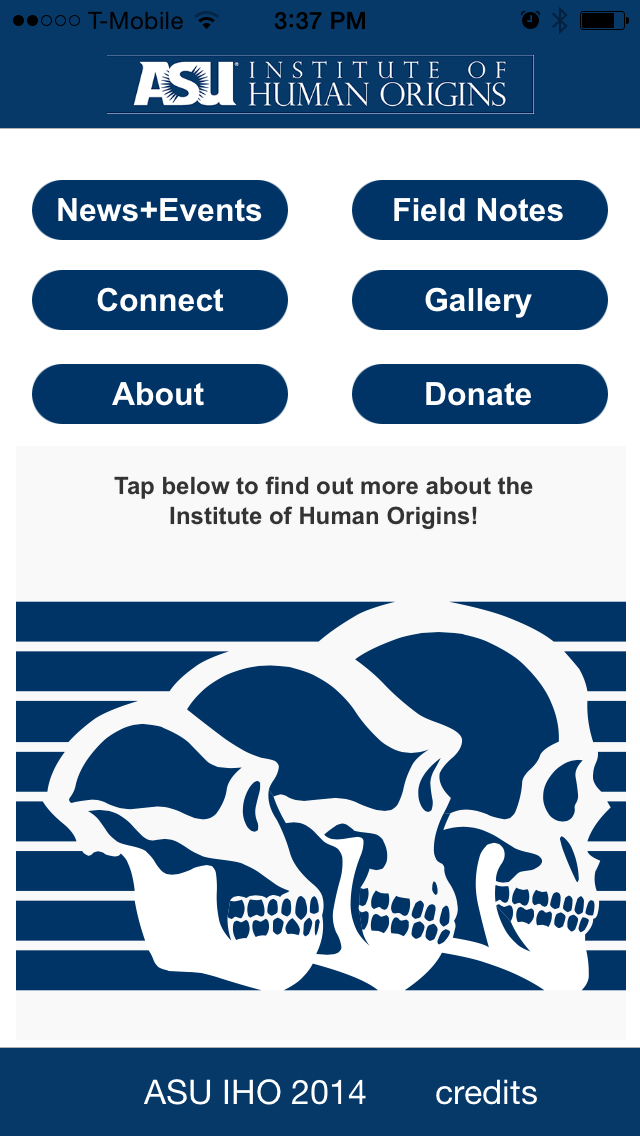 T-Mobile 3:37 PM
ASU INSTITUTE OF
HUMAN ORIGINS
News+Events Field Notes
Connect Gallery
About Donate
Tap below to find out more about the
Institute of Human Origins!
ASU IHO 2014 credits